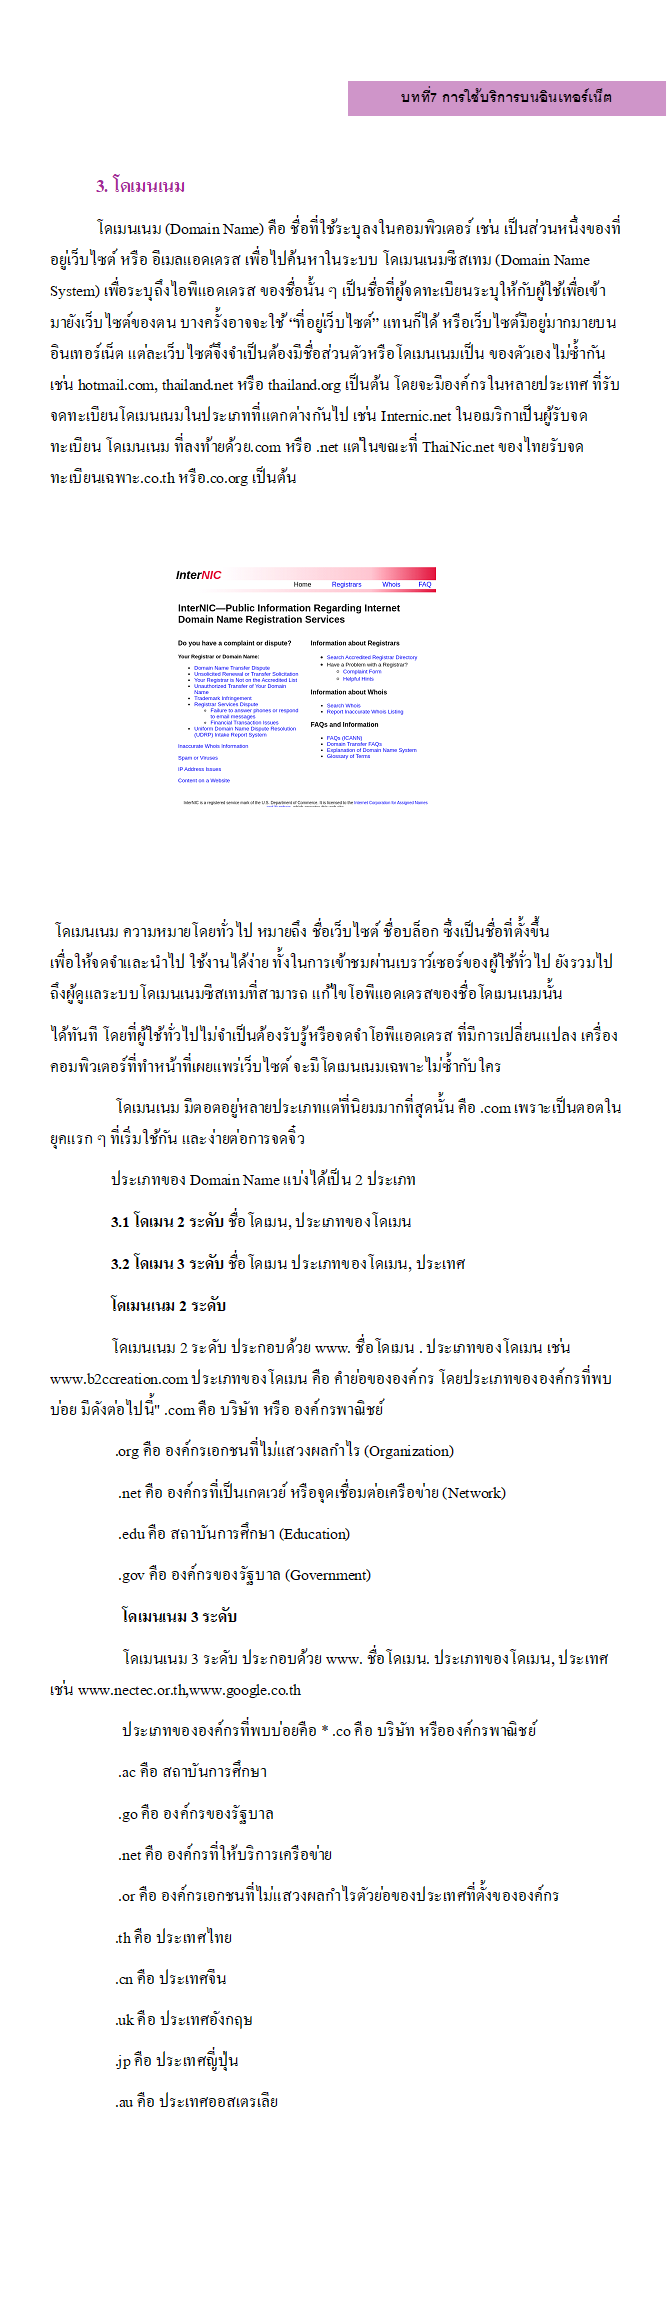 บทที่7 การใช้บริการบนอินเทอร์เน็ต
3. โดเมนเนม
โดเมนเนม (Domain Name) คือ ชื่อที่ใช้ระบุลงในคอมพิวเตอร์ เช่น เป็นส่วนหนึ่งของที่
อยู่เว็บไซต์ หรือ อีเมลแอดเดรส เพื่อไปค้นหาในระบบ โดเมนเนมซีสเทม (Domain Name
System) เพื่อระบุถึงไอพีแอดเดรส ของชื่อนั้น ๆ เป็นชื่อที่ผู้จดทะเบียนระบุให้กับผู้ใช้เพื่อเข้า
มายังเว็บไซต์ของตน บางครั้งอาจจะใช้ “ที่อยู่เว็บไซต์” แทนก็ได้ หรือเว็บไซต์มีอยู่มากมายบน
อินเทอร์เน็ต แต่ละเว็บไซต์จึงจำเป็นต้องมีชื่อส่วนตัวหรือโดเมนเนมเป็น ของตัวเองไม่ซ้ำกัน
เช่น hotmail.com, thailand.net หรือ thailand.org เป็นต้น โดยจะมีองค์กรในหลายประเทศ ที่รับ
จดทะเบียนโดเมนเนมในประเภทที่แตกต่างกันไป เช่น Internic.net ในอเมริกาเป็นผู้รับจด
ทะเบียน โดเมนเนม ที่ลงท้ายด้วย.com หรือ .net แต่ในขณะที่ ThaiNic.net ของไทยรับจด
ทะเบียนเฉพาะ.co.th หรือ.co.org เป็นต้น
InterNIC
Home Registrars Whois FAQ
InterNIC—Public Information Regarding Internet
Domain Name Registration Services
Do you have a complaint or dispute?
Your Registrar or Domain Name:
Domain Name Transfer Dispute
Unsolicited Renewal or Transfer Solicitation
Your Registrar is Not on the Accredited List
Unauthorized Transfer of Your Domain
Name
Trademark Infringement
Registrar Services Dispute
Failure to answer phones or respond
to email messages
Financial Transaction Issues
Uniform Domain Name Dispute Resolution
(UDRP) Intake Report System
Inaccurate Whois Information
Spam or Viruses
IP Address Issues
Content on a Website
Information about Registrars
Search Accredited Registrar Directory
Have a Problem with a Registrar?
Complaint Form
Helpful Hints
Information about Whois
Search Whois
Report Inaccurate Whois Listing
FAQs and Information
FAQs (ICANN)
Domain Transfer FAQs
Explanation of Domain Name System
Glossary of Terms
InterNIC is a registered service mark of the U.S. Department of Commerce. It is licensed to the Internet Corporation for Assigned Names
โดเมนเนม ความหมายโดยทั่วไป หมายถึง ชื่อเว็บไซต์ ชื่อบล็อก ซึ่งเป็นชื่อที่ตั้งขึ้น
เพื่อให้จดจำและนำไป ใช้งานได้ง่าย ทั้งในการเข้าชมผ่านเบราว์เซอร์ของผู้ใช้ทั่วไป ยังรวมไป
ถึงผู้ดูแลระบบโดเมนเนมซีสเทมที่สามารถ แก้ไขไอพีแอดเดรสของชื่อโดเมนเนมนั้น
ได้ทันที โดยที่ผู้ใช้ทั่วไปไม่จำเป็นต้องรับรู้หรือจดจำไอพีแอดเดรส ที่มีการเปลี่ยนแปลง เครื่อง
คอมพิวเตอร์ที่ทำหน้าที่เผยแพร่เว็บไซต์ จะมีโดเมนเนมเฉพาะไม่ซ้ำกับใคร
โดเมนเนม มีดอตอยู่หลายประเภทแต่ที่นิยมมากที่สุดนั้น คือ .com เพราะเป็นดอตใน
ยุคแรก ๆ ที่เริ่มใช้กัน และง่ายต่อการจดจิ๋ว
ประเภทของ Domain Name แบ่งได้เป็น 2 ประเภท
3.1 โดเมน 2 ระดับ ชื่อโดเมน, ประเภทของโดเมน
3.2 โดเมน 3 ระดับ ชื่อโดเมน ประเภทของโดเมน, ประเทศ
โดเมนเนม 2 ระดับ
โดเมนเนม 2 ระดับ ประกอบด้วย www. ชื่อโดเมน . ประเภทของโดเมน เช่น
www.b2ccreation.com ประเภทของโดเมน คือ คำย่อขององค์กร โดยประเภทขององค์กรที่พบ
บ่อย มีดังต่อไปนี้" .com คือ บริษัท หรือ องค์กรพาณิชย์
.org คือ องค์กรเอกชนที่ไม่แสวงผลกำไร (Organization)
.net คือ องค์กรที่เป็นเกตเวย์ หรือจุดเชื่อมต่อเครือข่าย (Network)
.edu คือ สถาบันการศึกษา (Education)
.gov คือ องค์กรของรัฐบาล (Government)
โดเมนเนม 3 ระดับ
โดเมนเนม 3 ระดับ ประกอบด้วย www. ชื่อโดเมน. ประเภทของโดเมน, ประเทศ
เช่น www.nectec.or.th,www.google.co.th
ประเภทขององค์กรที่พบบ่อยคือ * .co คือ บริษัท หรือองค์กรพาณิชย์
.ac คือ สถาบันการศึกษา
.go คือ องค์กรของรัฐบาล
.net คือ องค์กรที่ให้บริการเครือข่าย
.or คือ องค์กรเอกชนที่ไม่แสวงผลกำไรตัวย่อของประเทศที่ตั้งขององค์กร
.th คือ ประเทศไทย
.cn คือ ประเทศจีน
.uk คือ ประเทศอังกฤษ
.jp คือ ประเทศญี่ปุ่น
.au คือ ประเทศออสเตรเลีย